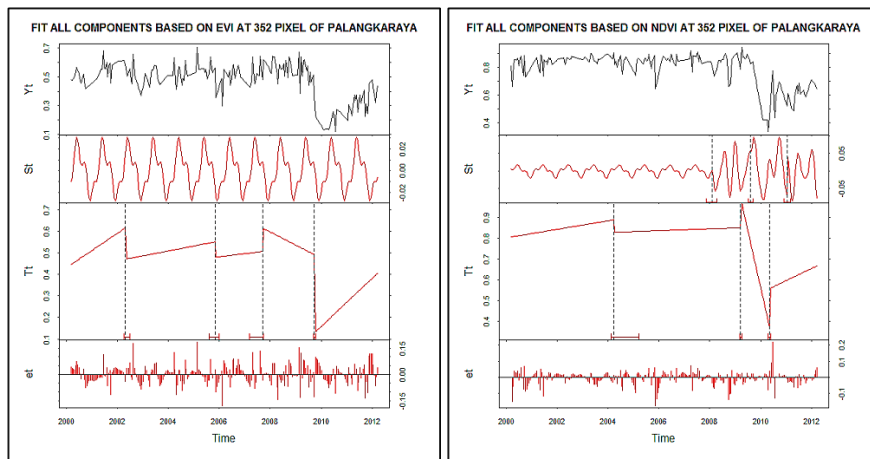 FIT ALL COMPONENTS BASED ON EVI AT 352 PIXEL OF PALANGKARAYA
Yt
0.7
0.5
0.3
0.1
St
0.02
0.00
-0.02
Tt
0.6
0.5
0.4
0.3
0.2
0.1
et
0.15
0.00
-0.15
2000 2002 2004 2006 2008 2010 2012
Time
FIT ALL COMPONENTS BASED ON NDVI AT 352 PIXEL OF PALANGKARAYA
Yt
0.8
0.6
0.4
St
0.05
-0.05
Tt
0.9
0.8
0.7
0.6
0.5
0.4
et
0.2
0.1
-0.1
2000 2002 2004 2006 2008 2010 2012
Time